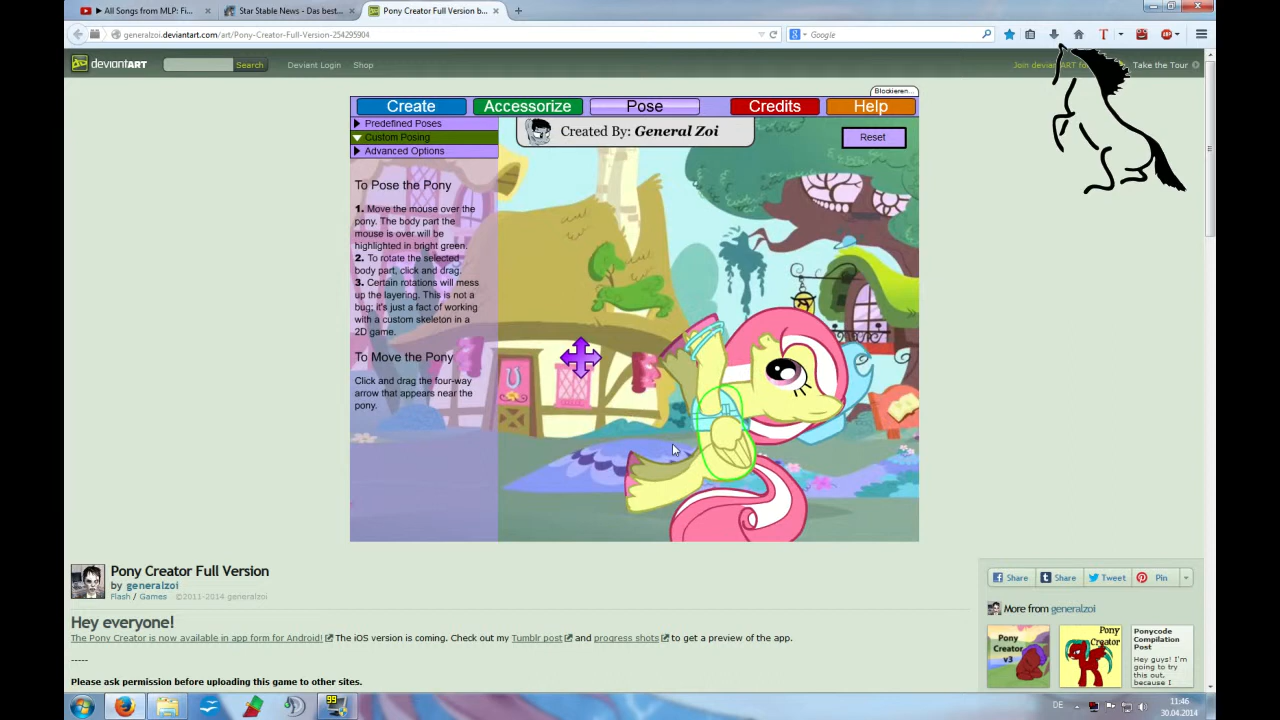 ► All Songs from MLP: Fi...
Star Stable News - Das best...
Pony Creator Full Version b...
generalzoi.deviantart.com/art/Pony-Creator-Full-Version-254295904
Google
deviantART
Search
Deviant Login
Shop
Join deviantART fo
Take the Tour
Blockieren...
Create
Accessorize
Pose
Credits
Help
Predefined Poses
Custom Posing
Advanced Options
Created By: General Zoi
Reset
To Pose the Pony
1. Move the mouse over the
pony. The body part the
mouse is over will be
highlighted in bright green.
2. To rotate the selected
body part, click and drag.
3. Certain rotations will mess
up the layering. This is not a
bug; it's just a fact of working
with a custom skeleton in a
2D game.
To Move the Pony
Click and drag the four-way
arrow that appears near the
pony.
Pony Creator Full Version
by generalzoi
Flash / Games ©2011-2014 generalzoi
Share
Share
Tweet
Pin
More from generalzoi
Hey everyone!
The Pony Creator is now available in app form for Android! The iOS version is coming. Check out my Tumblr post and progress shots to get a preview of the app.
-----
Please ask permission before uploading this game to other sites.
Pony
Creator
v3
Pony
Creator
Ponycode
Compilation
Post
Hey guys! I'm
going to try
this out,
because I
99
DE
11:46
30.04.2014